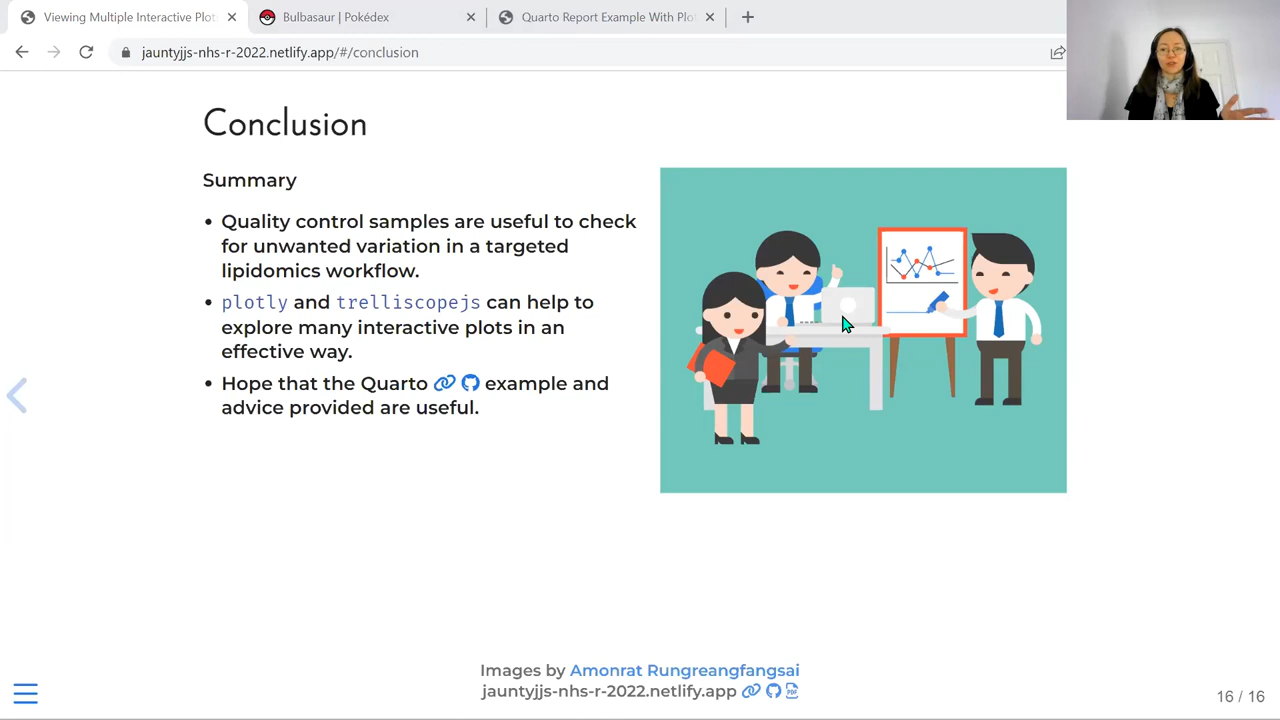 Viewing Multiple Interactive Plot
Bulbasaur | Pokédex
Quarto Report Example With Plo
jauntyjjs-nhs-r-2022.netlify.app/#/conclusion
Conclusion
Summary
• Quality control samples are useful to check
for unwanted variation in a targeted
lipidomics workflow.
• plotly and trelliscopejs can help to
explore many interactive plots in an
effective way.
• Hope that the Quarto example and
advice provided are useful.
Images by Amonrat Rungreangfangsai
jauntyjjs-nhs-r-2022.netlify.app
PDF
16 / 16